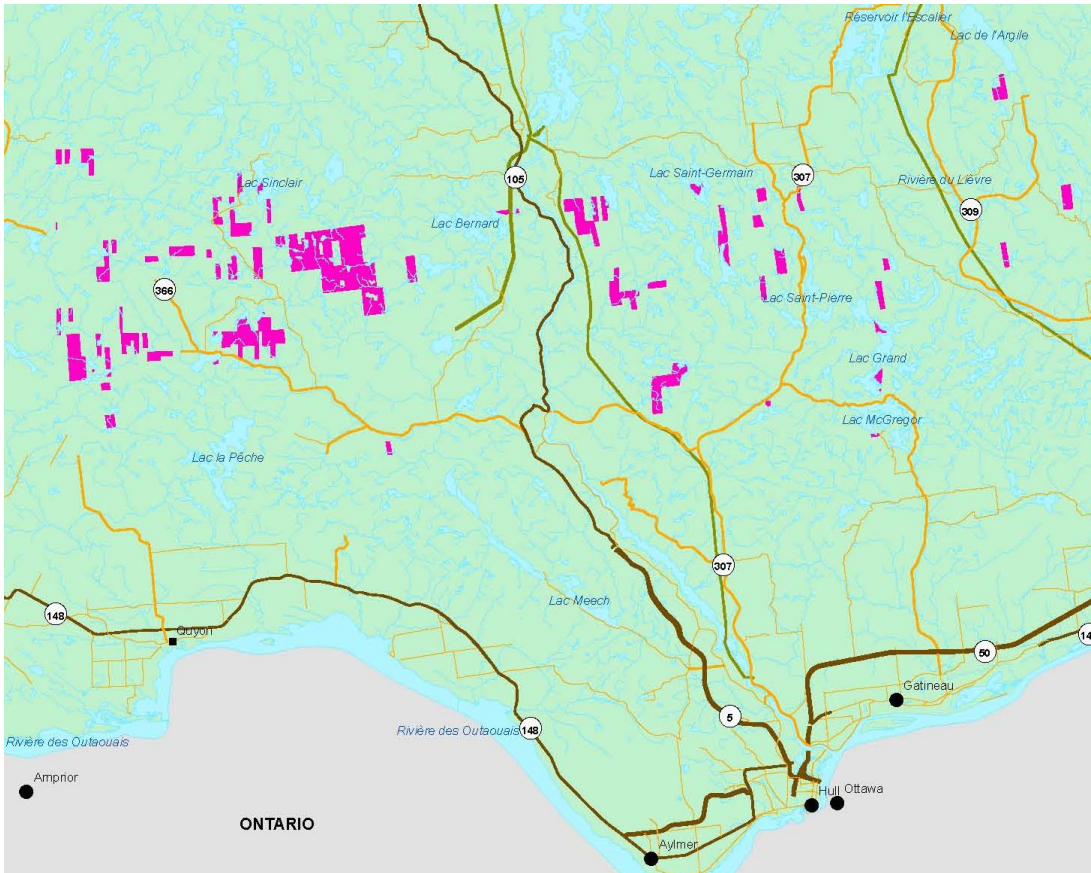 Réservoir l'Escalier
Lac de l'Argile
105
Lac Saint-Germain
307
Lac Sinclair
Rivière du Lièvre
309
Lac Bernard
366
Lac Saint-Pierre
Lac Grand
Lac McGregor
Lac la Pêche
307
Lac Meech
148
Quyon
14
50
Gatineau
5
148
Rivière des Outaouais
Rivière des Outaouais
Arnprior
Hull
Ottawa
ONTARIO
Aylmer